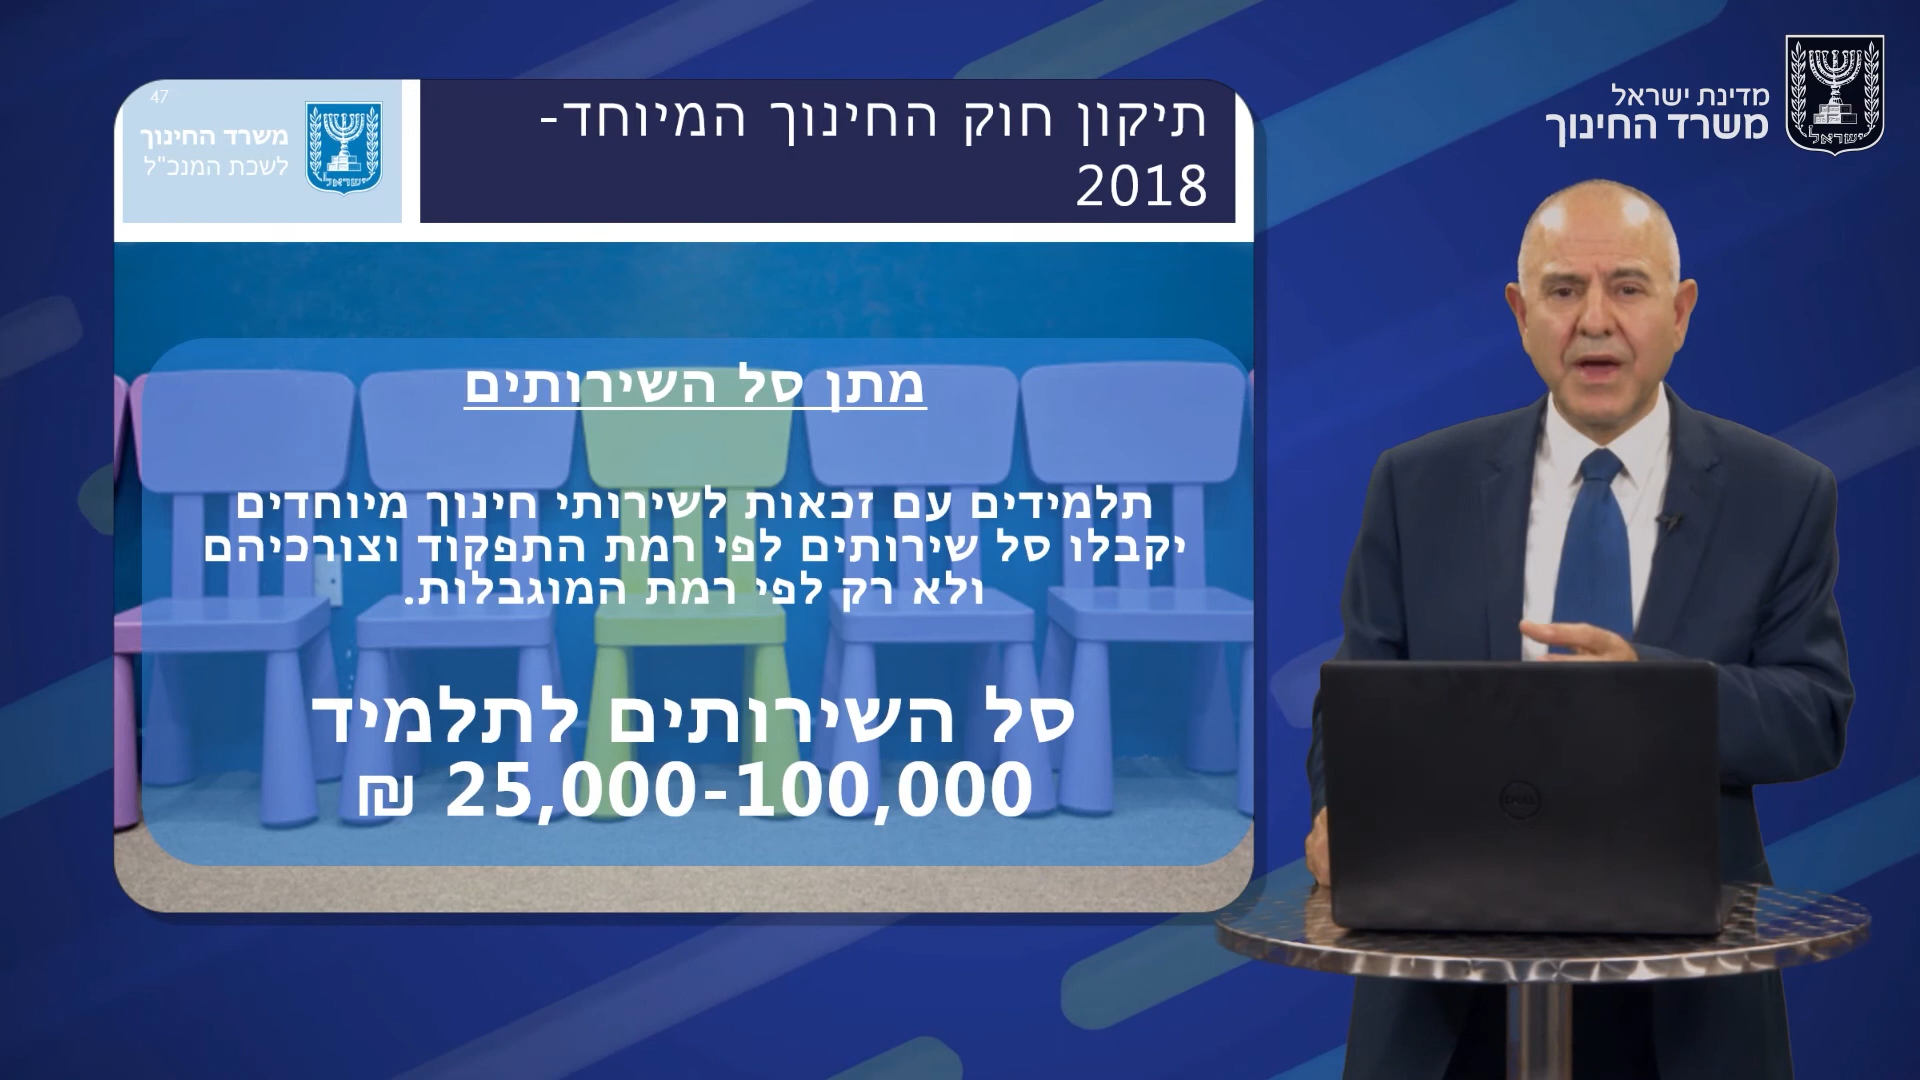 מדינת ישראל
משרד החינוך
תיקון חוק החינוך המיוחד-
2018
47
משרד החינוך
לשכת המנכ"ל
מתן סל השירותים
תלמידים עם זכאות לשירותי חינוך מיוחדים
יקבלו סל שירותים לפי רמת התפקוד וצורכיהם
ולא רק לפי רמת המוגבלות.
סל השירותים לתלמיד
25,000-100,000 ₪
ישראל
ישראל
DELL